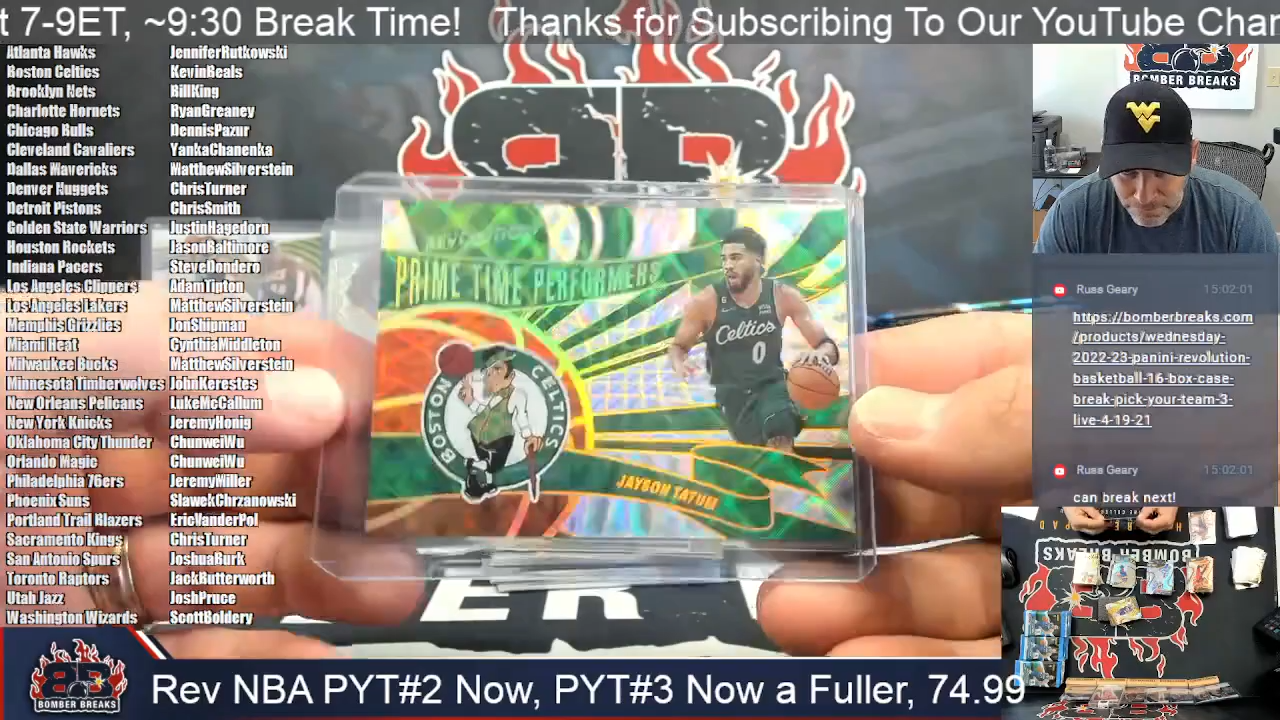 t 7-9ET, ~9:30 Break Time! Thanks for Subscribing To Our YouTube Char
Atlanta Hawks JenniferRutkowski
Boston Celtics KevinBeals
Brooklyn Nets BillKing
Charlotte Hornets RyanGreaney
Chicago Bulls DennisPazur
Cleveland Cavaliers YankaChanenka
Dallas Mavericks MatthewSilverstein
Denver Nuggets ChrisTurner
Detroit Pistons ChrisSmith
Golden State Warriors JustinHagedorn
Houston Rockets JasonBaltimore
Indiana Pacers SteveDondero
Los Angeles Clippers AdamTipton
Los Angeles Lakers MatthewSilverstein
Memphis Grizzlies JonShipman
Miami Heat CynthiaMiddleton
Milwaukee Bucks MatthewSilverstein
Minnesota Timberwolves JohnKerestes
New Orleans Pelicans LukeMcCallum
New York Knicks JeremyHonig
Oklahoma City Thunder ChunweiWu
Orlando Magic ChunweiWu
Philadelphia 76ers JeremyMiller
Phoenix Suns SlawekChrzanowski
Portland Trail Blazers EricVanderPol
Sacramento Kings ChrisTurner
San Antonio Spurs JoshuaBurk
Toronto Raptors JackButterworth
Utah Jazz JoshPruce
Washington Wizards ScottBoldery
PRIME TIME PERFORMERS
Celtics
0
BOSTON CELTICS
JAYSON TATUM
ER
BOMBER BREAKS
WV
Russ Geary 15:02:01
https://bomberbreaks.com
/products/wednesday-
2022-23-panini-revolution-
basketball-16-box-case-
break-pick-your-team-3-
live-4-19-21
Russ Geary 15:02:01
can break next!
BOMBER BREAKS
BOMBER BREAKS
Rev NBA PYT#2 Now, PYT#3 Now a Fuller, 74.99